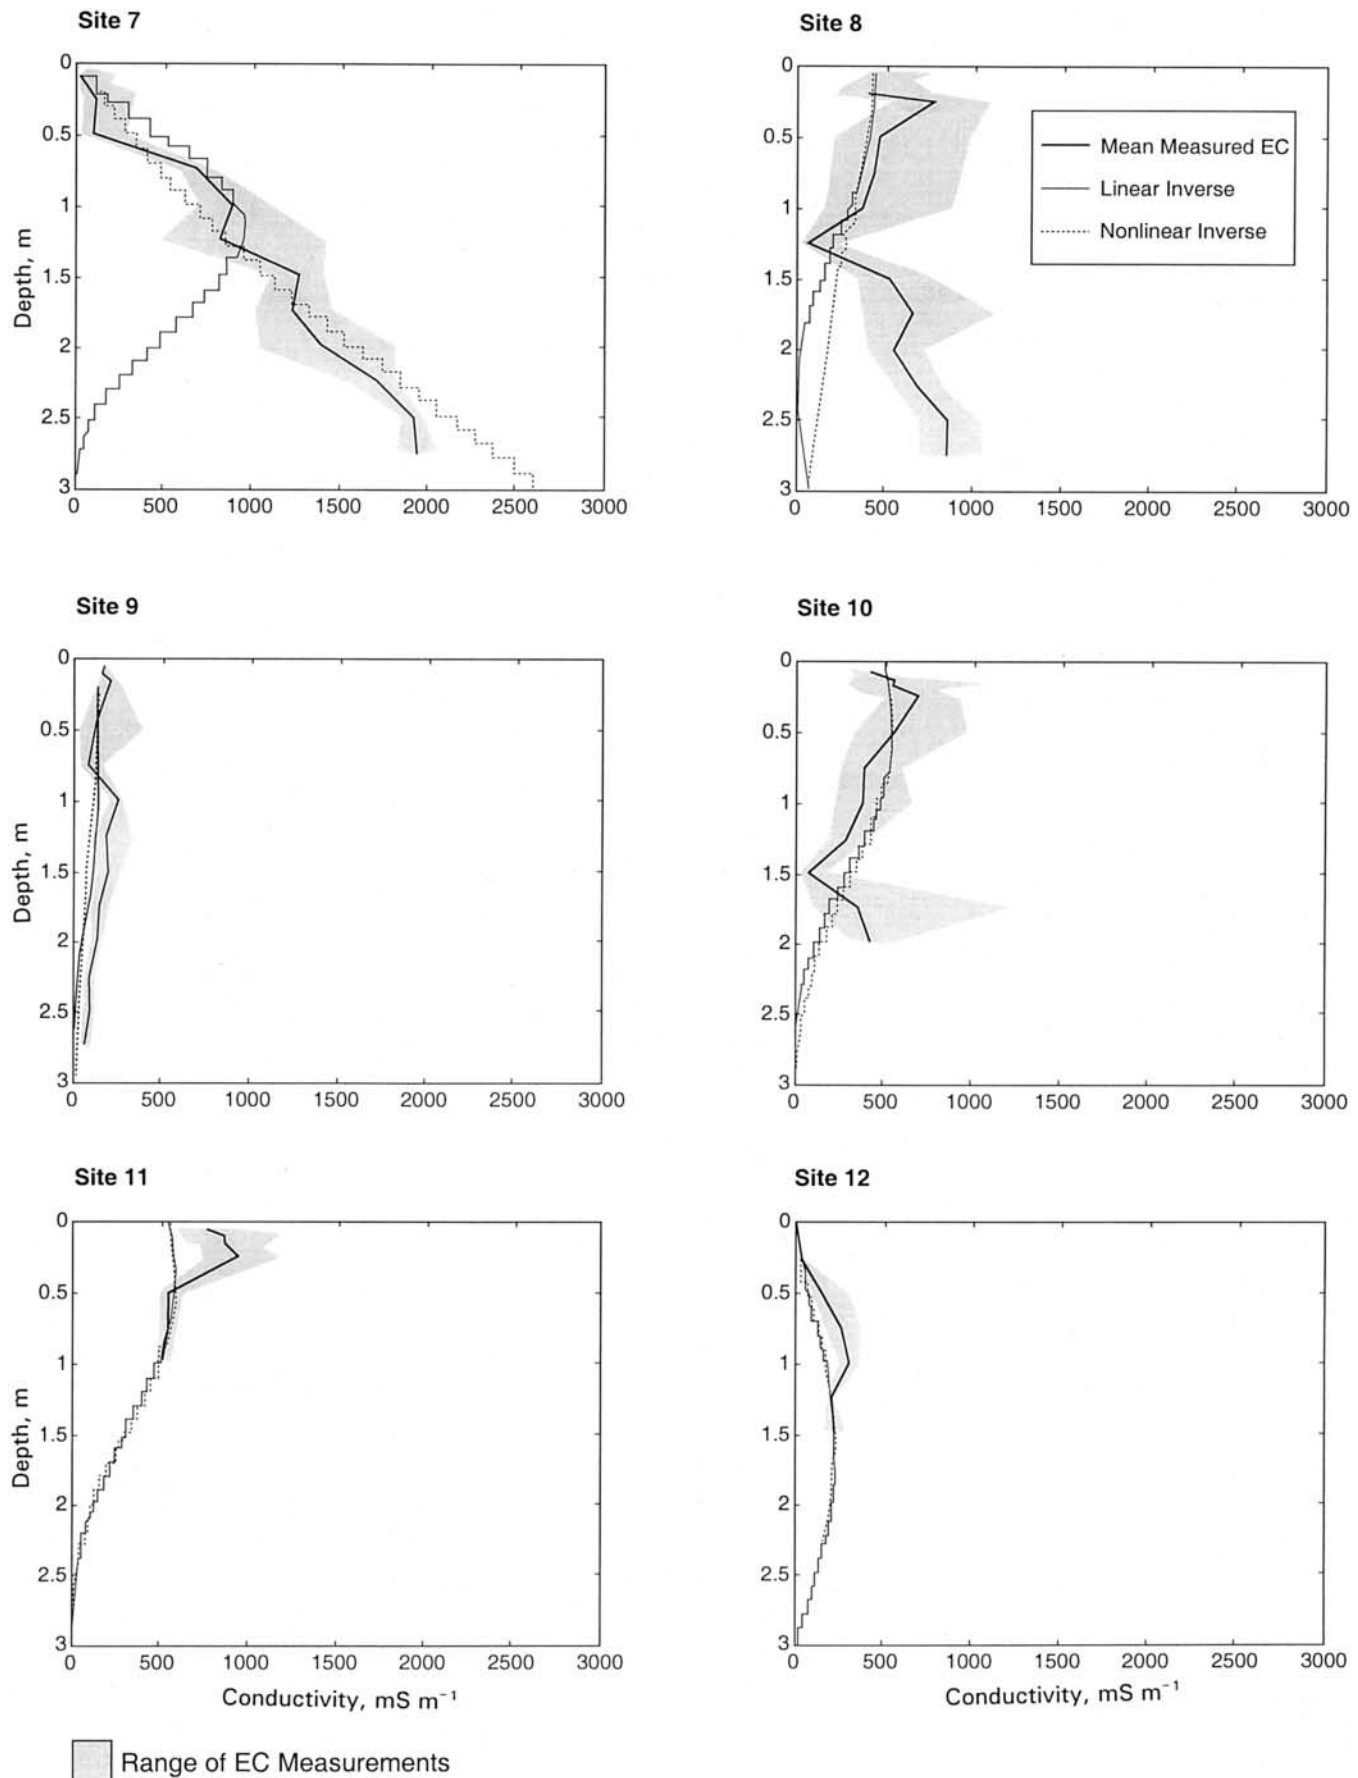 Site 7
0
0.5
1
1.5
2
2.5
3
Depth, m
0 500 1000 1500 2000 2500 3000
Site 8
0
0.5
1
1.5
2
2.5
3
Mean Measured EC
Linear Inverse
Nonlinear Inverse
0 500 1000 1500 2000 2500 3000
Site 9
0
0.5
1
1.5
2
2.5
3
Depth, m
0 500 1000 1500 2000 2500 3000
Site 10
0
0.5
1
1.5
2
2.5
3
0 500 1000 1500 2000 2500 3000
Site 11
0
0.5
1
1.5
2
2.5
3
Depth, m
0 500 1000 1500 2000 2500 3000
Conductivity, mS m⁻¹
Site 12
0
0.5
1
1.5
2
2.5
3
0 500 1000 1500 2000 2500 3000
Conductivity, mS m⁻¹
Range of EC Measurements